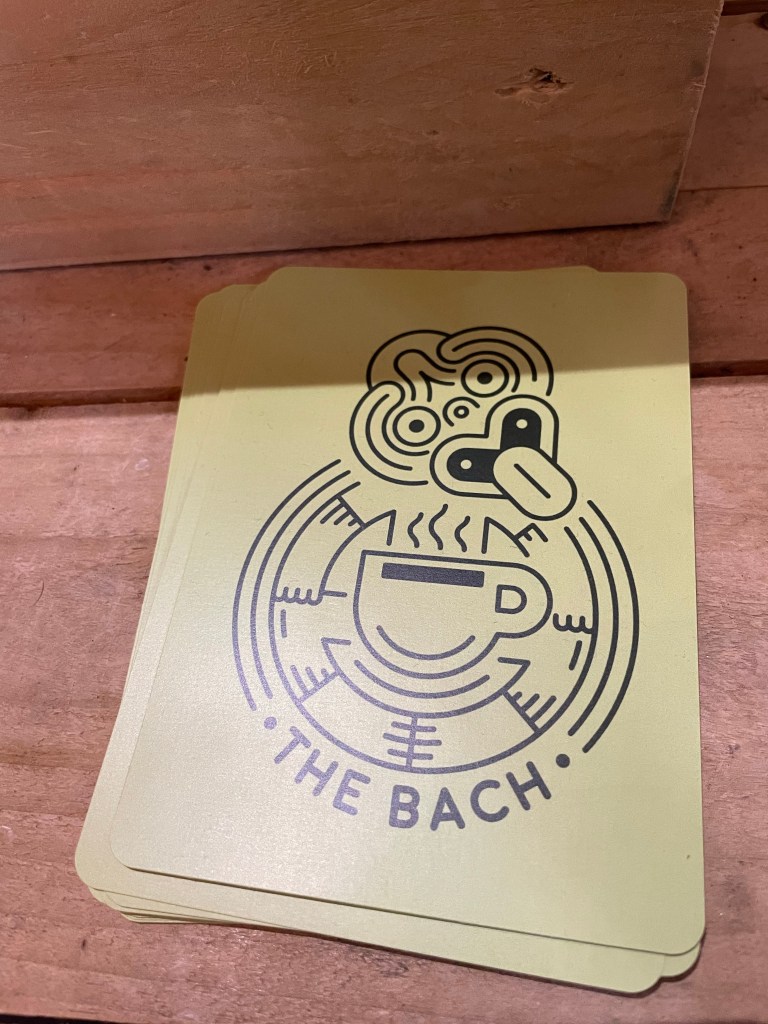 • THE BACH •